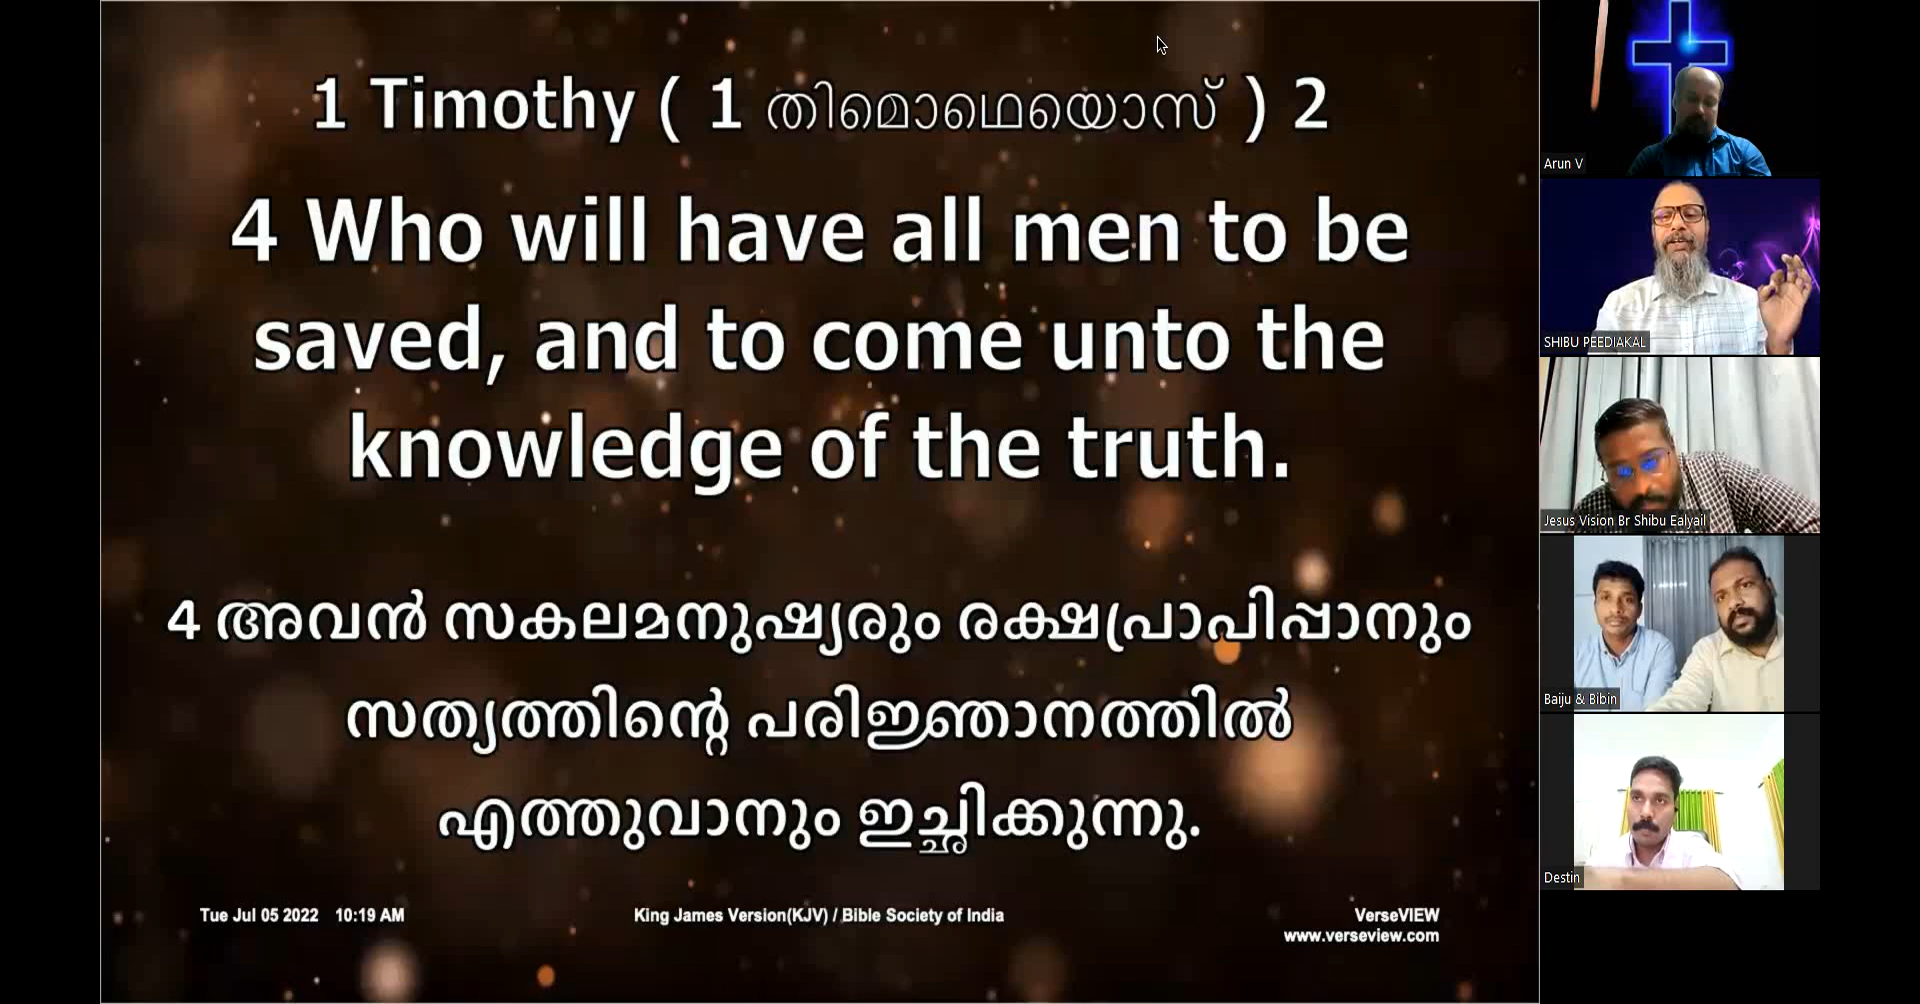 1 Timothy ( 1 തിമൊഥെയൊസ് ) 2
4 Who will have all men to be
saved, and to come unto the
knowledge of the truth.
4 അവൻ സകലമനുഷ്യരും രക്ഷപ്രാപിപ്പാനും
സത്യത്തിന്റെ പരിജ്ഞാനത്തിൽ
എത്തുവാനും ഇച്ഛിക്കുന്നു.
Tue Jul 05 2022 10:19 AM
King James Version(KJV) / Bible Society of India
VerseVIEW
www.verseview.com
Arun V
SHIBU PEEDIAKAL
Jesus Vision Br Shibu Ealyail
Baiju & Bibin
Destin